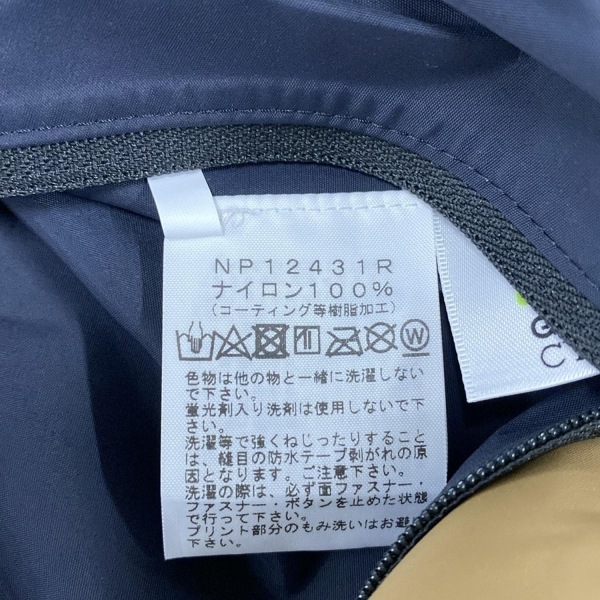 NP12431R
ナイロン100%
(コーティング等樹脂加工)
W
色物は他の物と一緒に洗濯しない
で下さい。
蛍光剤入り洗剤は使用しないで下
さい。
洗濯等で強くねじったりすること
は、縫目の防水テープ剥がれの原
因となります。ご注意下さい。
洗濯の際は、必ず面ファスナー・
ファスナー・ボタンを止めた状態
で行って下さい。
プリント部分のもみ洗いはお避
下さい。